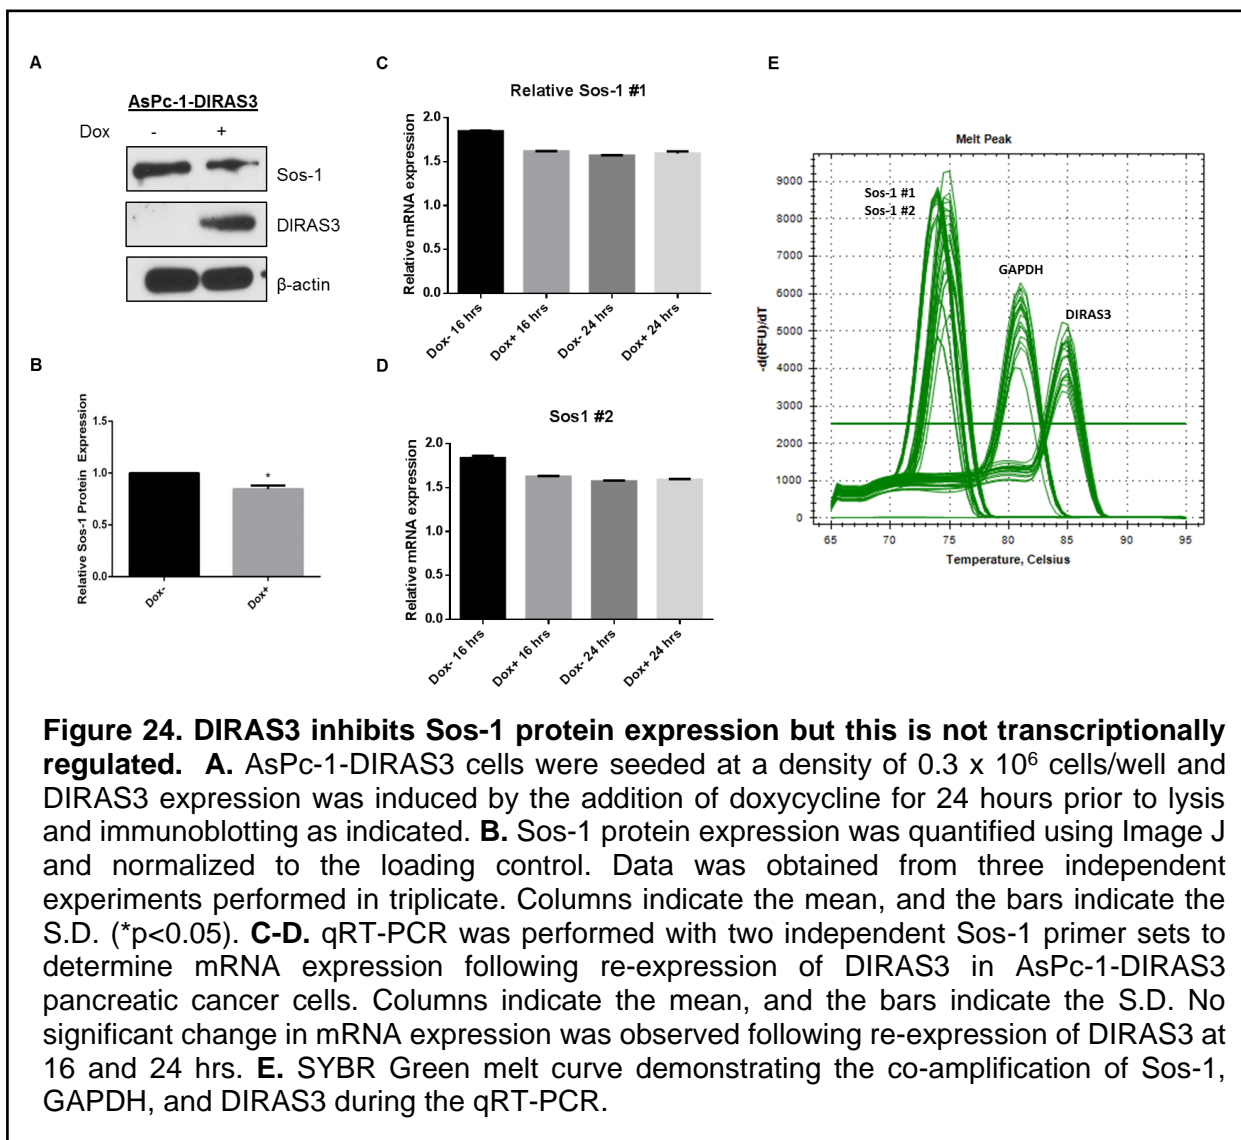 A
AsPc-1-DIRAS3
Dox - +
Sos-1
DIRAS3
β-actin
B
Relative Sos-1 Protein Expression
1.5
1.0
0.5
0.0
*
Dox-
Dox+
C
Relative Sos-1 #1
Relative mRNA expression
2.0
1.5
1.0
0.5
0.0
Dox- 16 hrs
Dox+ 16 hrs
Dox- 24 hrs
Dox+ 24 hrs
D
Sos1 #2
Relative mRNA expression
2.0
1.5
1.0
0.5
0.0
Dox- 16 hrs
Dox+ 16 hrs
Dox- 24 hrs
Dox+ 24 hrs
E
Melt Peak
-d(RFU)/dT
9000
8000
7000
6000
5000
4000
3000
2000
1000
0
Sos-1 #1
Sos-1 #2
GAPDH
DIRAS3
65 70 75 80 85 90 95
Temperature, Celsius
Figure 24. DIRAS3 inhibits Sos-1 protein expression but this is not transcriptionally
regulated. A. AsPc-1-DIRAS3 cells were seeded at a density of 0.3 x 10⁶ cells/well and
DIRAS3 expression was induced by the addition of doxycycline for 24 hours prior to lysis
and immunoblotting as indicated. B. Sos-1 protein expression was quantified using Image J
and normalized to the loading control. Data was obtained from three independent
experiments performed in triplicate. Columns indicate the mean, and the bars indicate the
S.D. (*p<0.05). C-D. qRT-PCR was performed with two independent Sos-1 primer sets to
determine mRNA expression following re-expression of DIRAS3 in AsPc-1-DIRAS3
pancreatic cancer cells. Columns indicate the mean, and the bars indicate the S.D. No
significant change in mRNA expression was observed following re-expression of DIRAS3 at
16 and 24 hrs. E. SYBR Green melt curve demonstrating the co-amplification of Sos-1,
GAPDH, and DIRAS3 during the qRT-PCR.